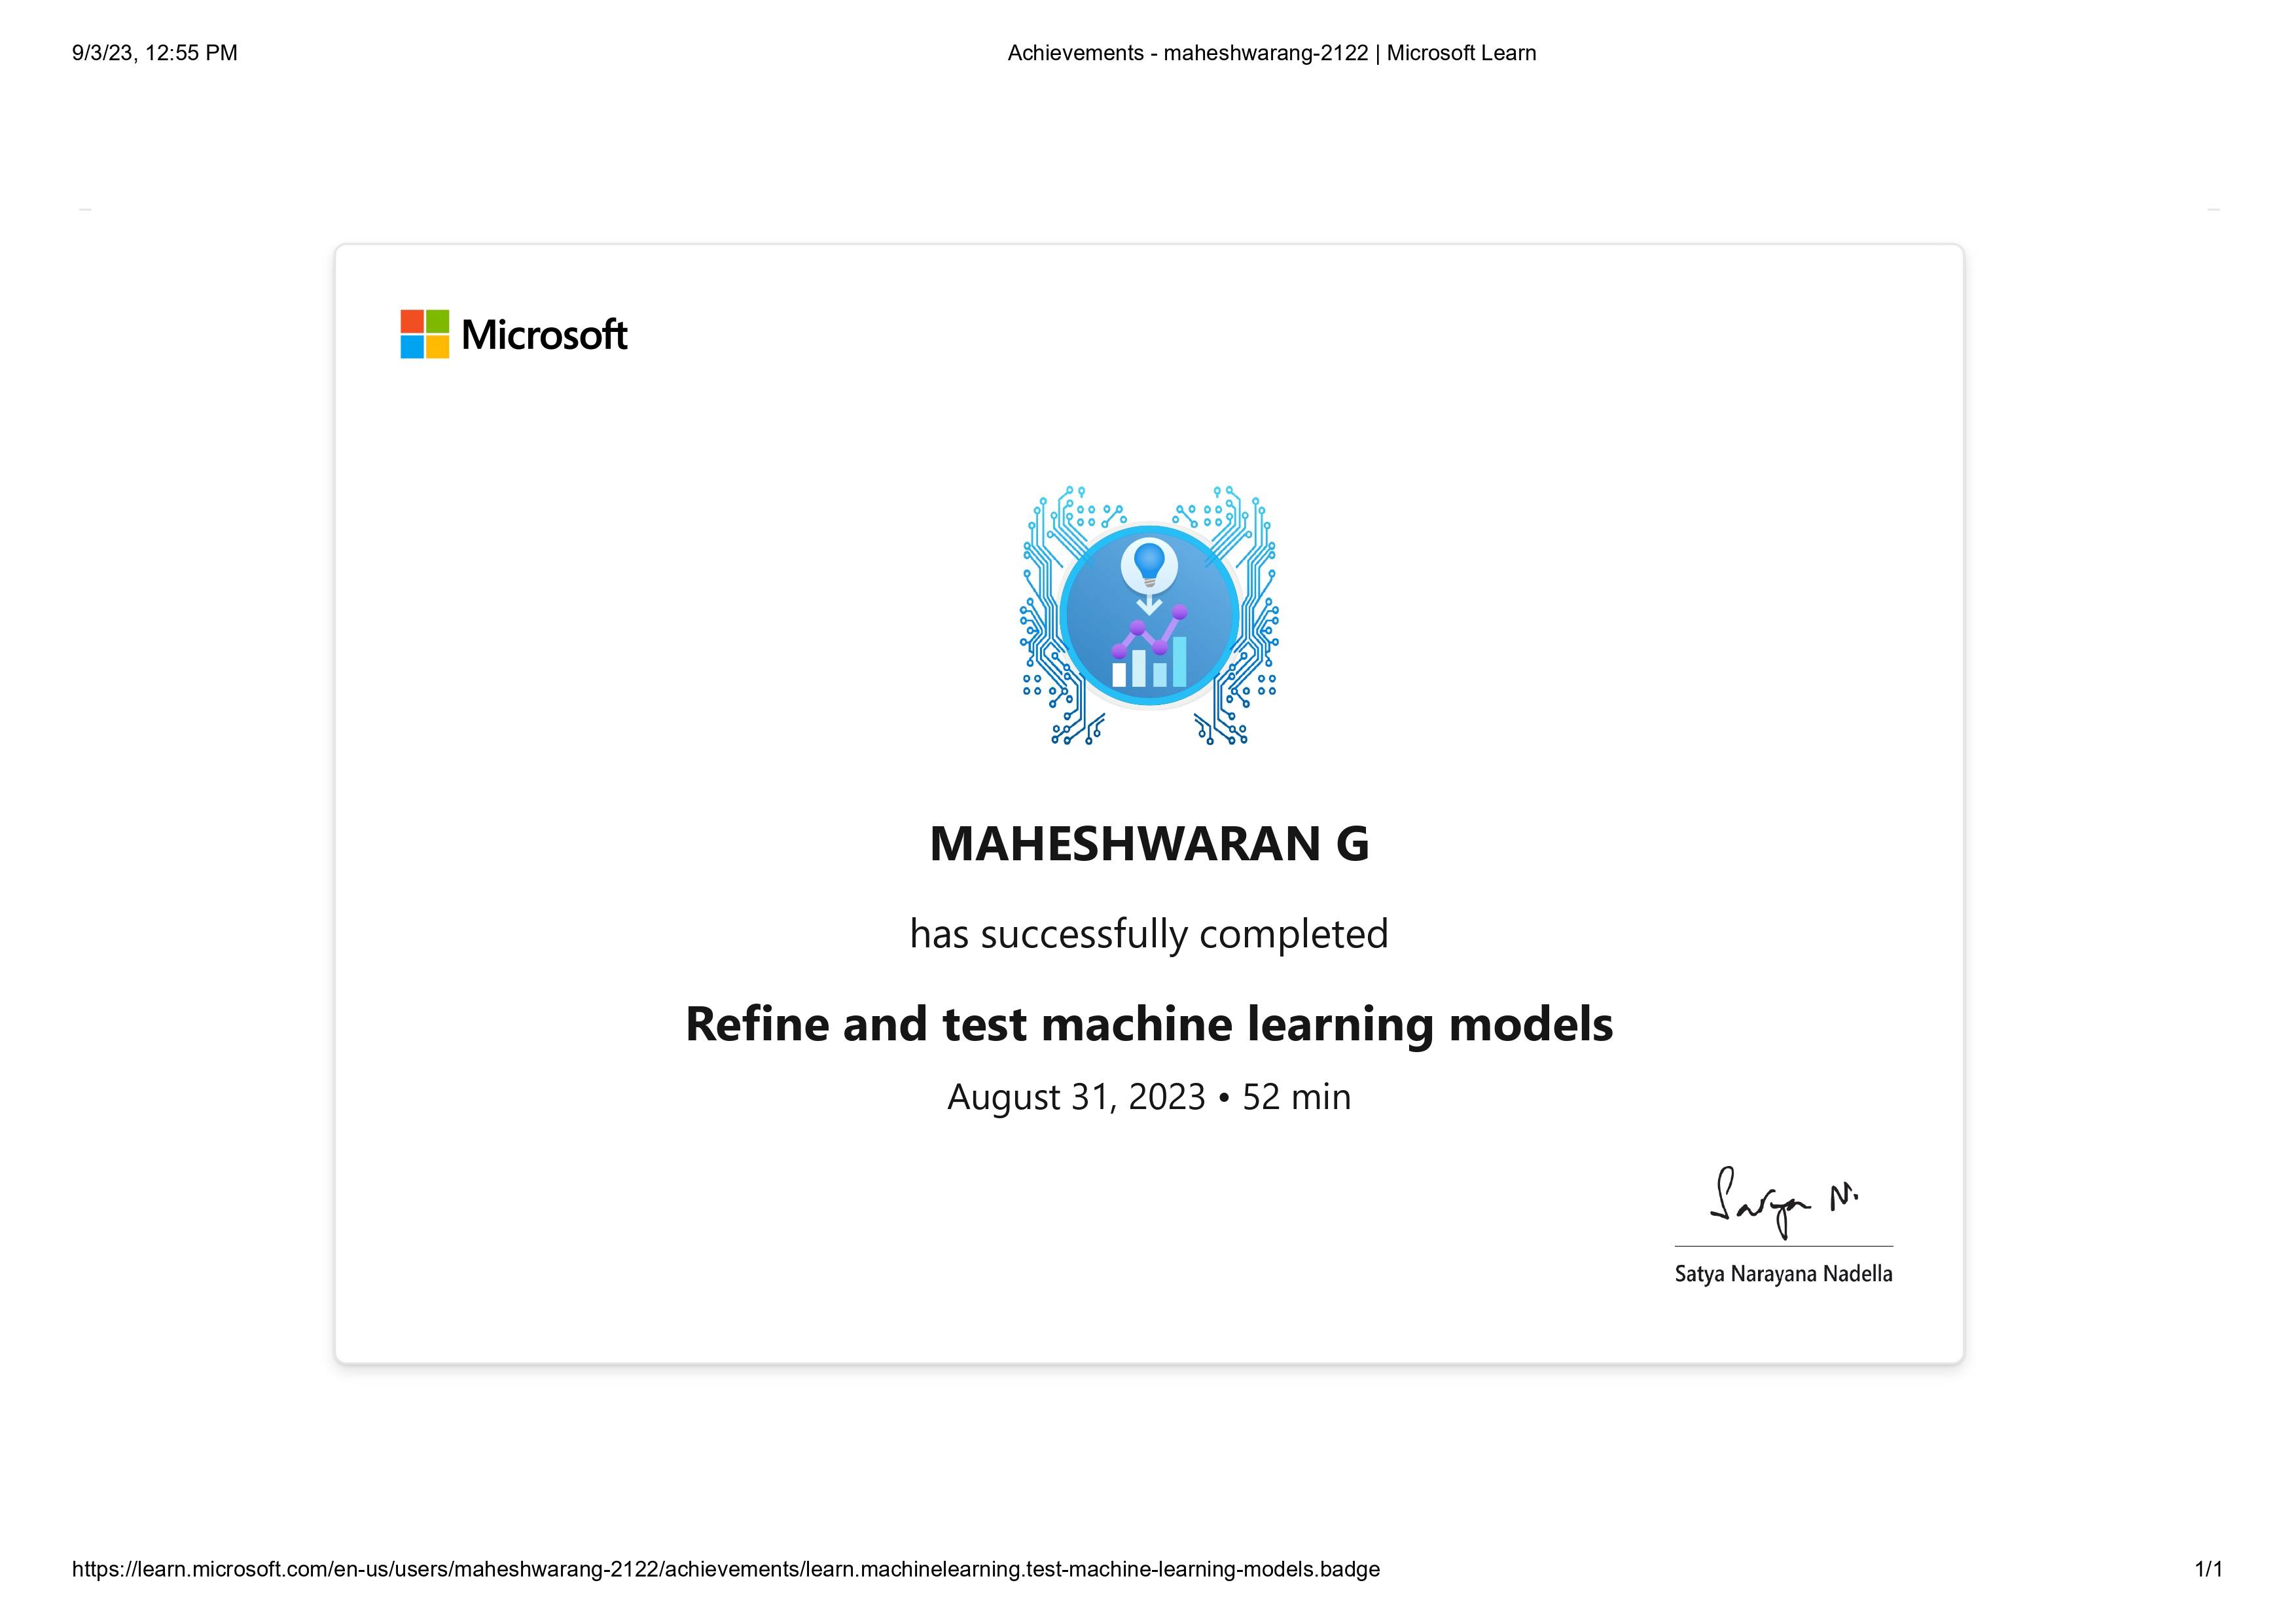 9/3/23, 12:55 PM
Achievements - maheshwarang-2122 | Microsoft Learn
Microsoft
MAHESHWARAN G
has successfully completed
Refine and test machine learning models
August 31, 2023 • 52 min
Satya N.
Satya Narayana Nadella
https://learn.microsoft.com/en-us/users/maheshwarang-2122/achievements/learn.machinelearning.test-machine-learning-models.badge
1/1